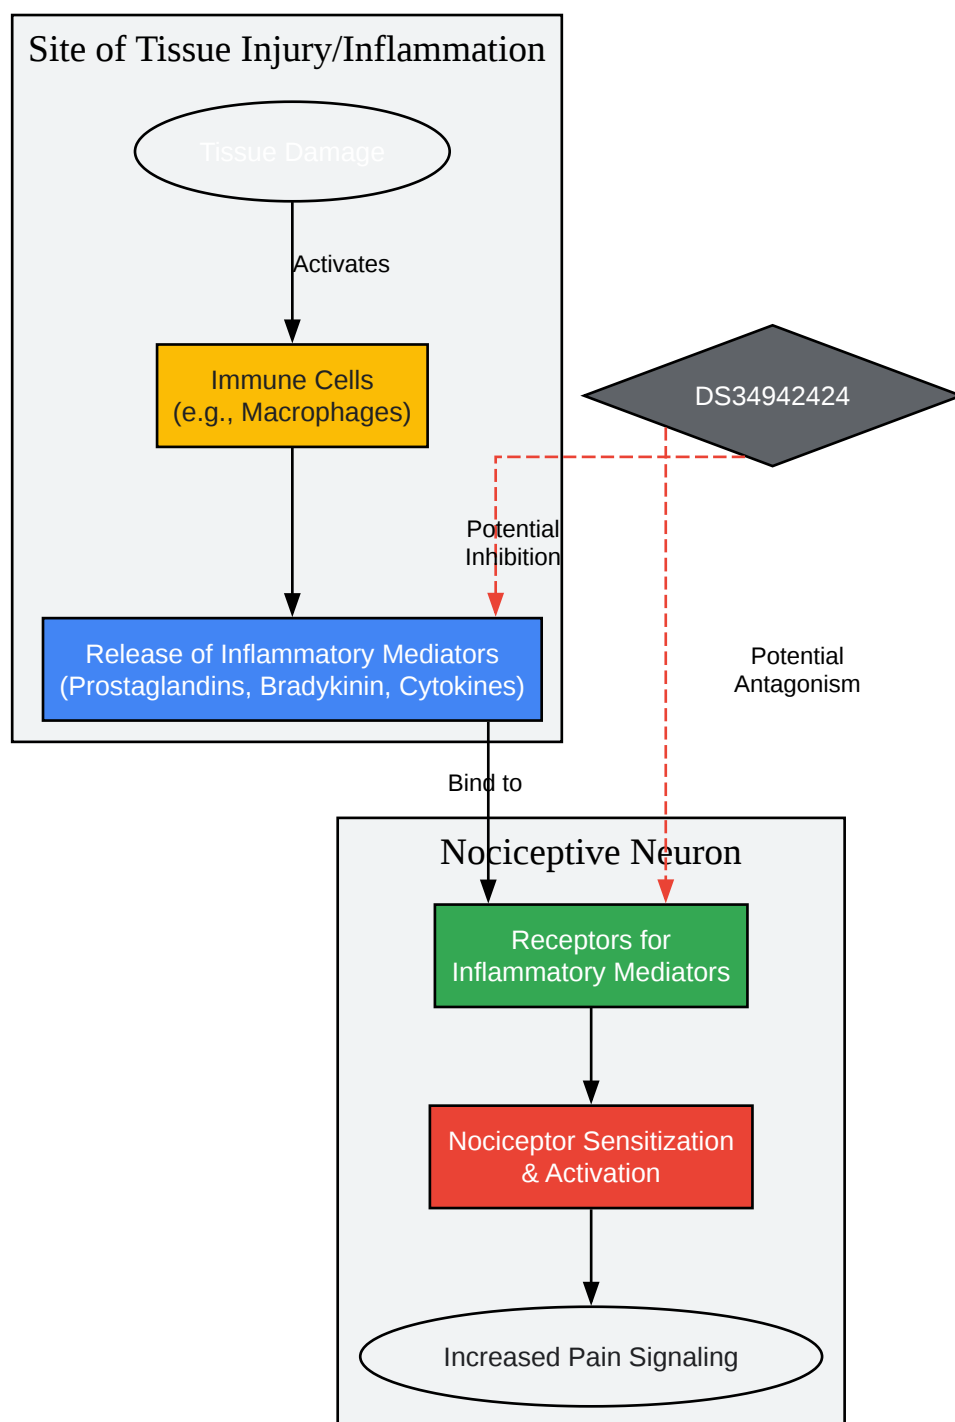 Site of Tissue Injury/Inflammation
Tissue Damage
Activates
Immune Cells
(e.g., Macrophages)
DS34942424
Potential
Inhibition
Release of Inflammatory Mediators
(Prostaglandins, Bradykinin, Cytokines)
Potential
Antagonism
Bind to
Nociceptive Neuron
Receptors for
Inflammatory Mediators
Nociceptor Sensitization
& Activation
Increased Pain Signaling